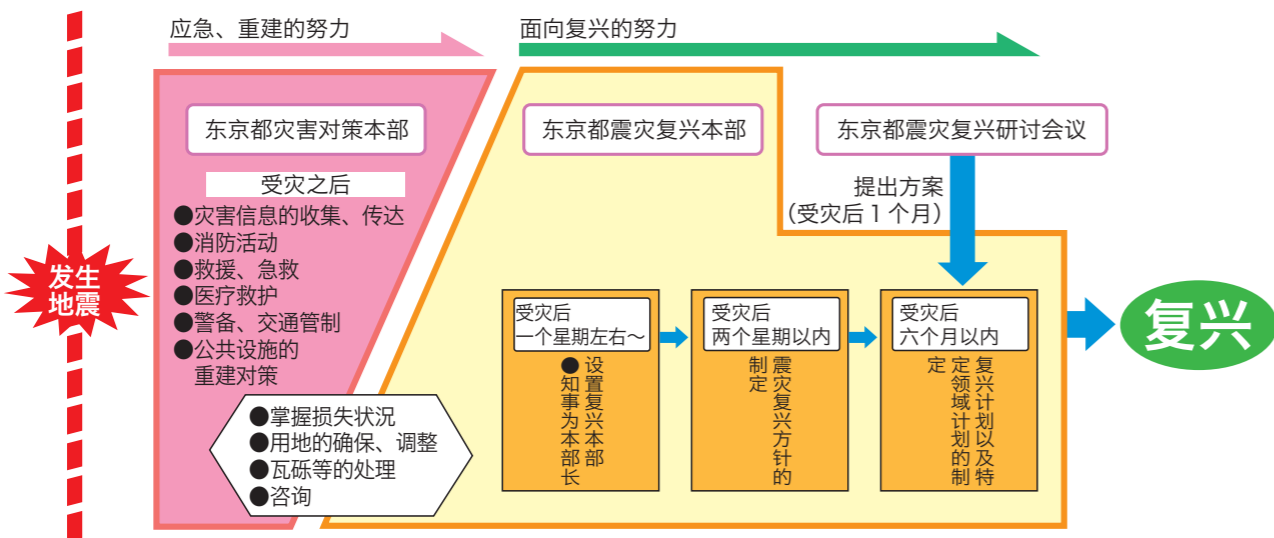 应急、重建的努力
面向复兴的努力
发生
地震
东京都灾害对策本部
受灾之后
●灾害信息的收集、传达
●消防活动
●救援、急救
●医疗救护
●警备、交通管制
●公共设施的
重建对策
●掌握损失状况
●用地的确保、调整
●瓦砾等的处理
●咨询
东京都震灾复兴本部
东京都震灾复兴研讨会议
提出方案
（受灾后１个月）
受灾后
一个星期左右～
设置复兴本部
●知事为本部长
受灾后
两个星期以内
震灾复兴方针的
制定
受灾后
六个月以内
复兴计划以及特
定领域计划的制
定
复兴